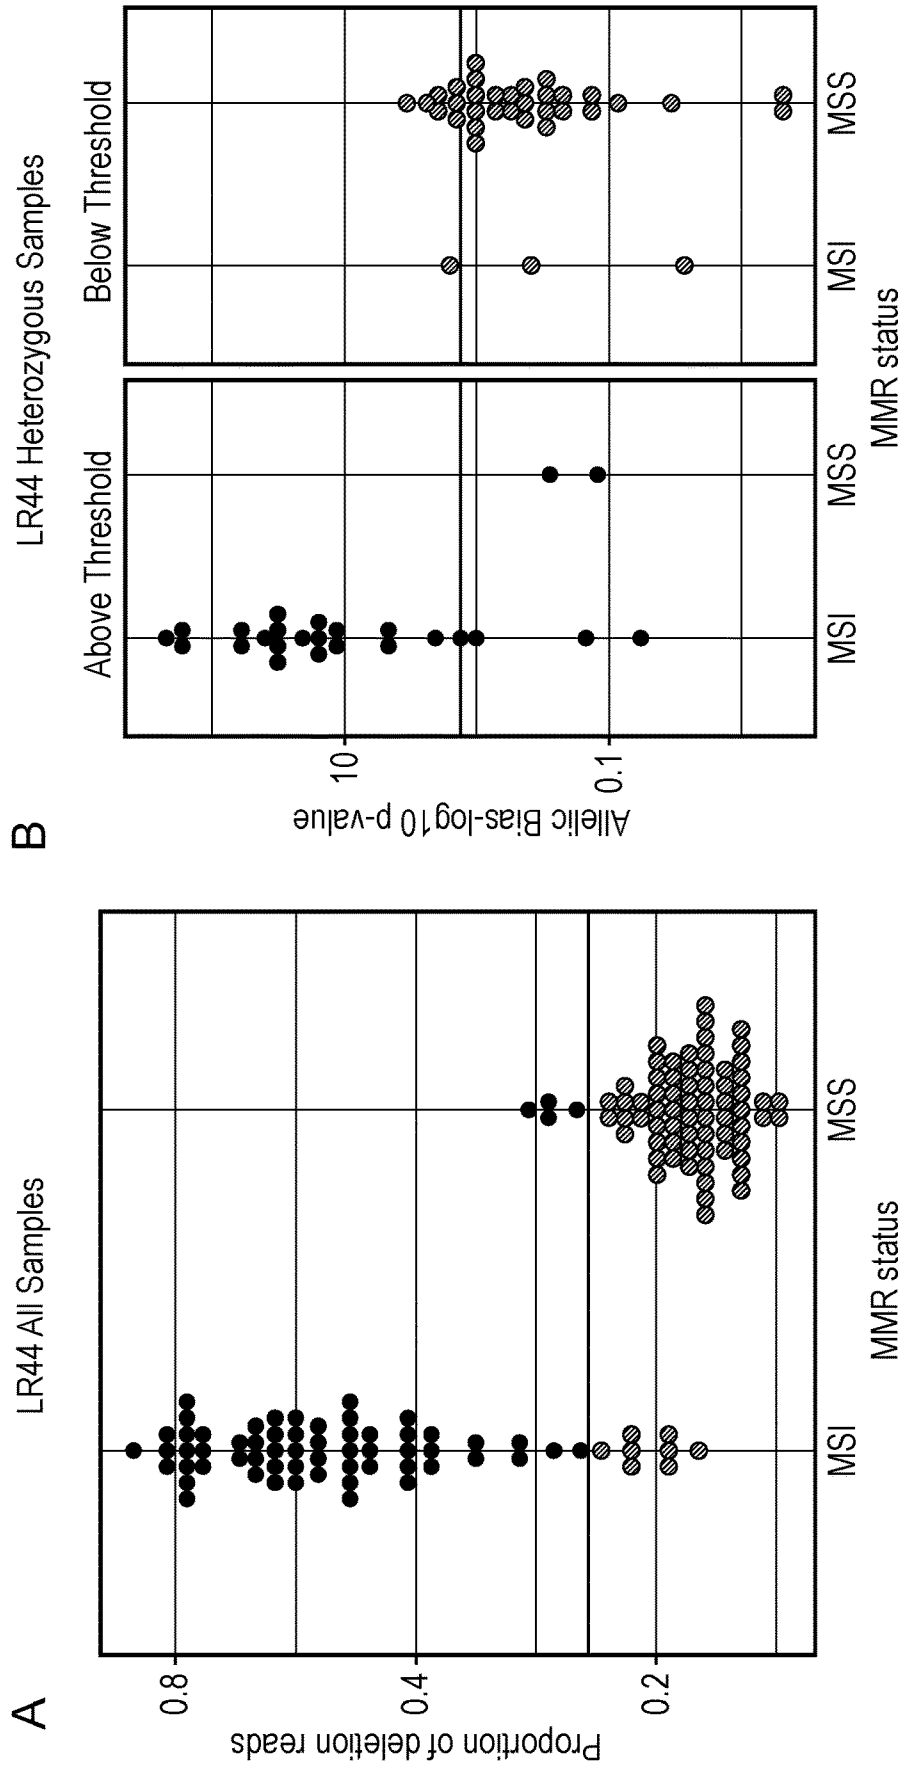 A
LR44 All Samples
Proportion of deletion reads
0.8
0.4
0.2
MSI
MSS
MMR status
B
LR44 Heterozygous Samples
Above Threshold
Below Threshold
Allelic Bias-log10 p-value
10
0.1
MSI
MSS
MSI
MSS
MMR status